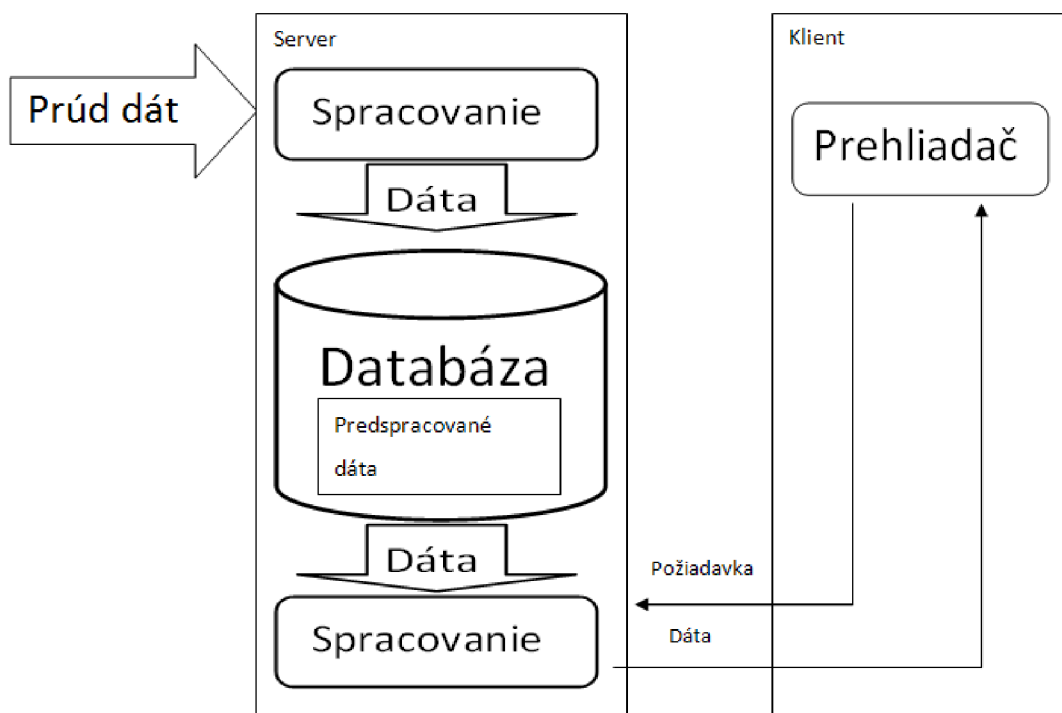 Server
Klient
Prúd dát
Spracovanie
Prehliadač
Dáta
Databáza
Predspracované
dáta
Dáta
Požiadavka
Spracovanie
Dáta